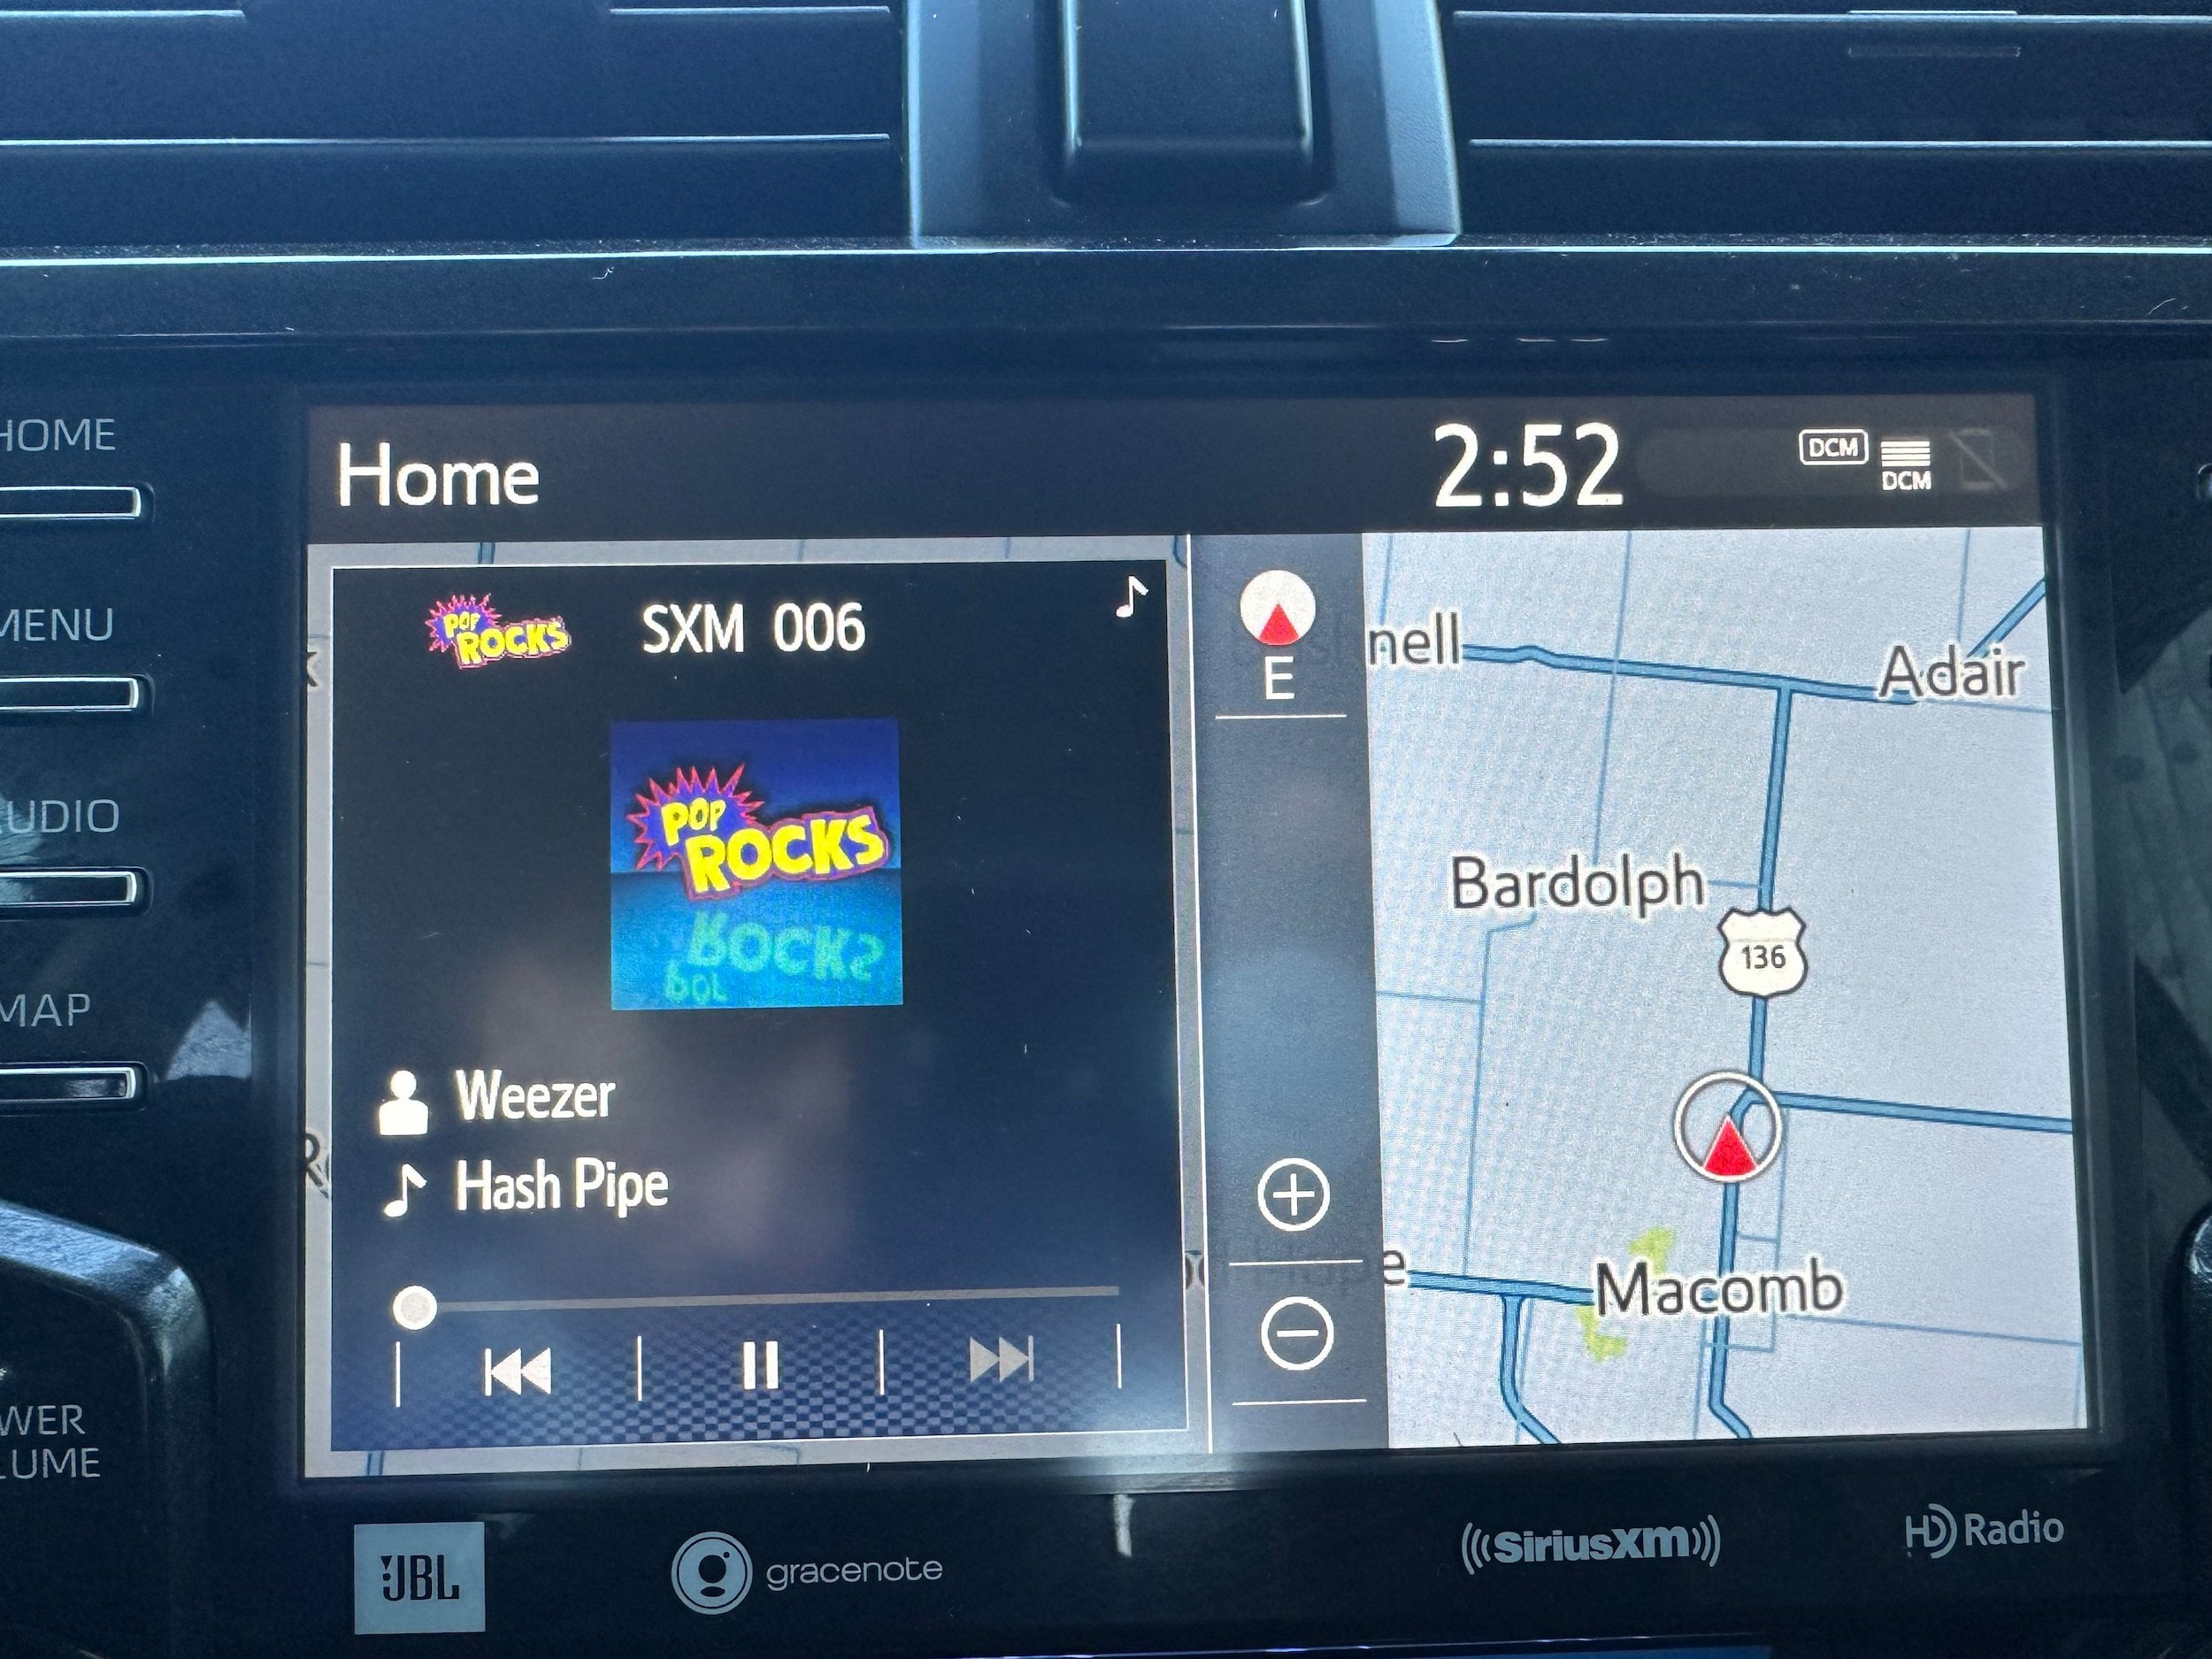 HOME
MENU
AUDIO
MAP
Home
2:52
DCM
DCM
POP
ROCKS
SXM 006
POP
ROCKS
Weezer
Hash Pipe
E
nell
Adair
Bardolph
136
Macomb
e
WER
LUME
JBL
gracenote
SiriusXM
HD Radio